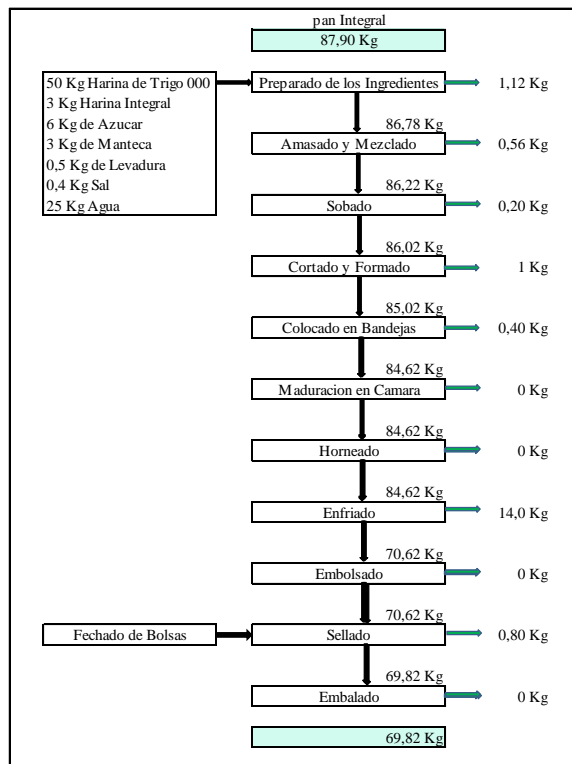 pan Integral
87,90 Kg
50 Kg Harina de Trigo 000
3 Kg Harina Integral
6 Kg de Azucar
3 Kg de Manteca
0,5 Kg de Levadura
0,4 Kg Sal
25 Kg Agua
Preparado de los Ingredientes
1,12 Kg
86,78 Kg
Amasado y Mezclado
0,56 Kg
86,22 Kg
Sobado
0,20 Kg
86,02 Kg
Cortado y Formado
1 Kg
85,02 Kg
Colocado en Bandejas
0,40 Kg
84,62 Kg
Maduracion en Camara
0 Kg
84,62 Kg
Horneado
0 Kg
84,62 Kg
Enfriado
14,0 Kg
70,62 Kg
Embolsado
0 Kg
70,62 Kg
Fechado de Bolsas
Sellado
0,80 Kg
69,82 Kg
Embalado
0 Kg
69,82 Kg